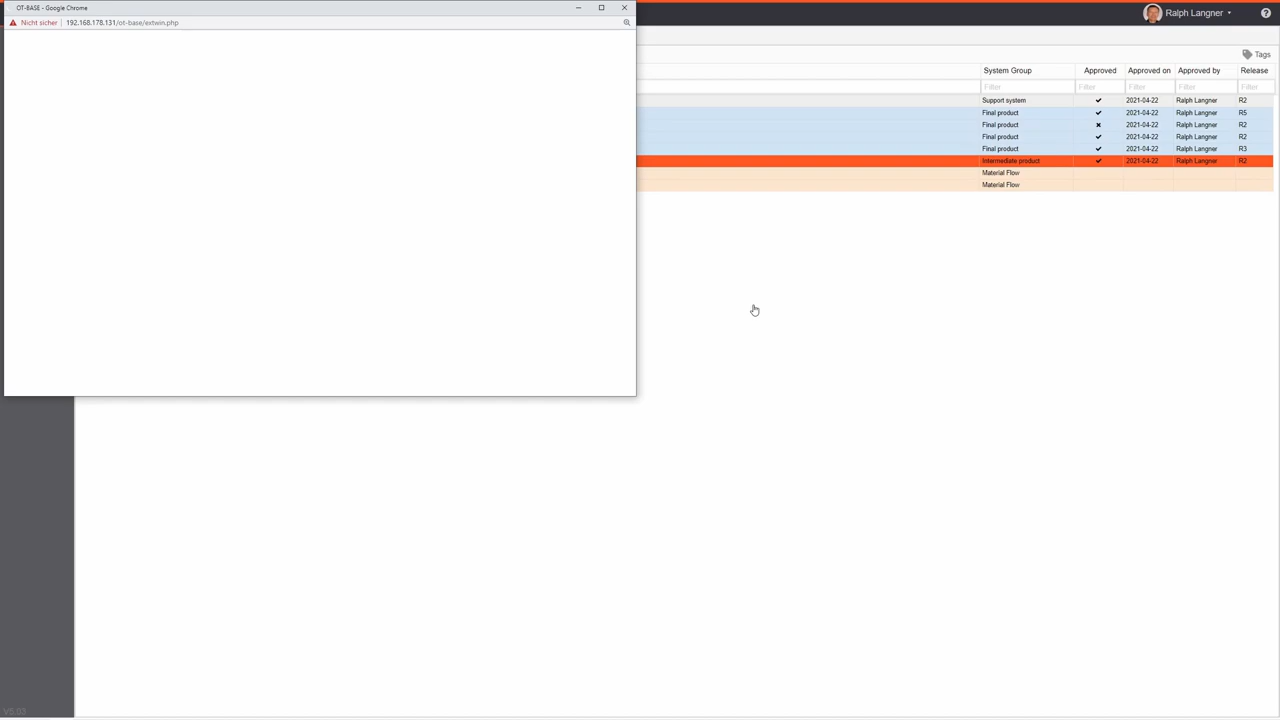 OT-BASE - Google Chrome
Nicht sicher 192.168.178.131/ot-base/extwin.php
Ralph Langner
Tags
System Group Approved Approved on Approved by Release
Filter Filter Filter Filter Filter
Support system 2021-04-22 Ralph Langner R2
Final product 2021-04-22 Ralph Langner R5
Final product 2021-04-22 Ralph Langner R2
Final product 2021-04-22 Ralph Langner R2
Final product 2021-04-22 Ralph Langner R3
Intermediate product 2021-04-22 Ralph Langner R2
Material Flow
Material Flow
V5.03